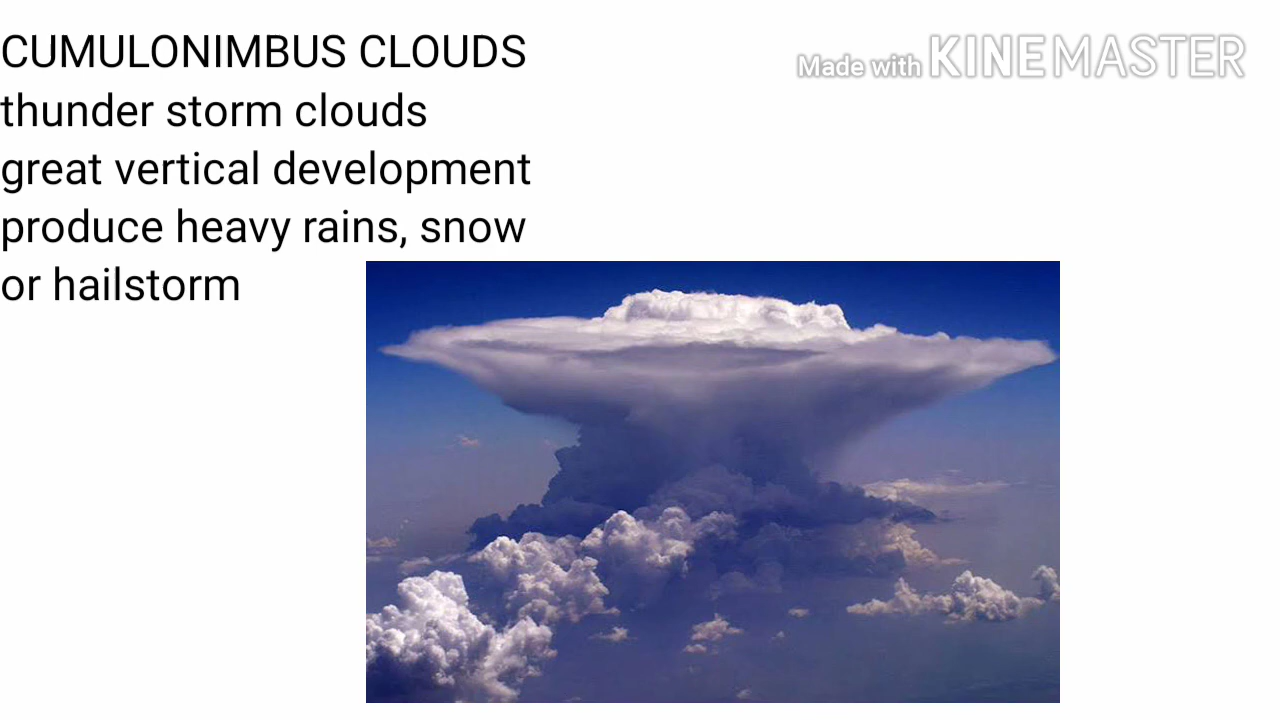 CUMULONIMBUS CLOUDS
thunder storm clouds
great vertical development
produce heavy rains, snow
or hailstorm
Made with KINEMASTER